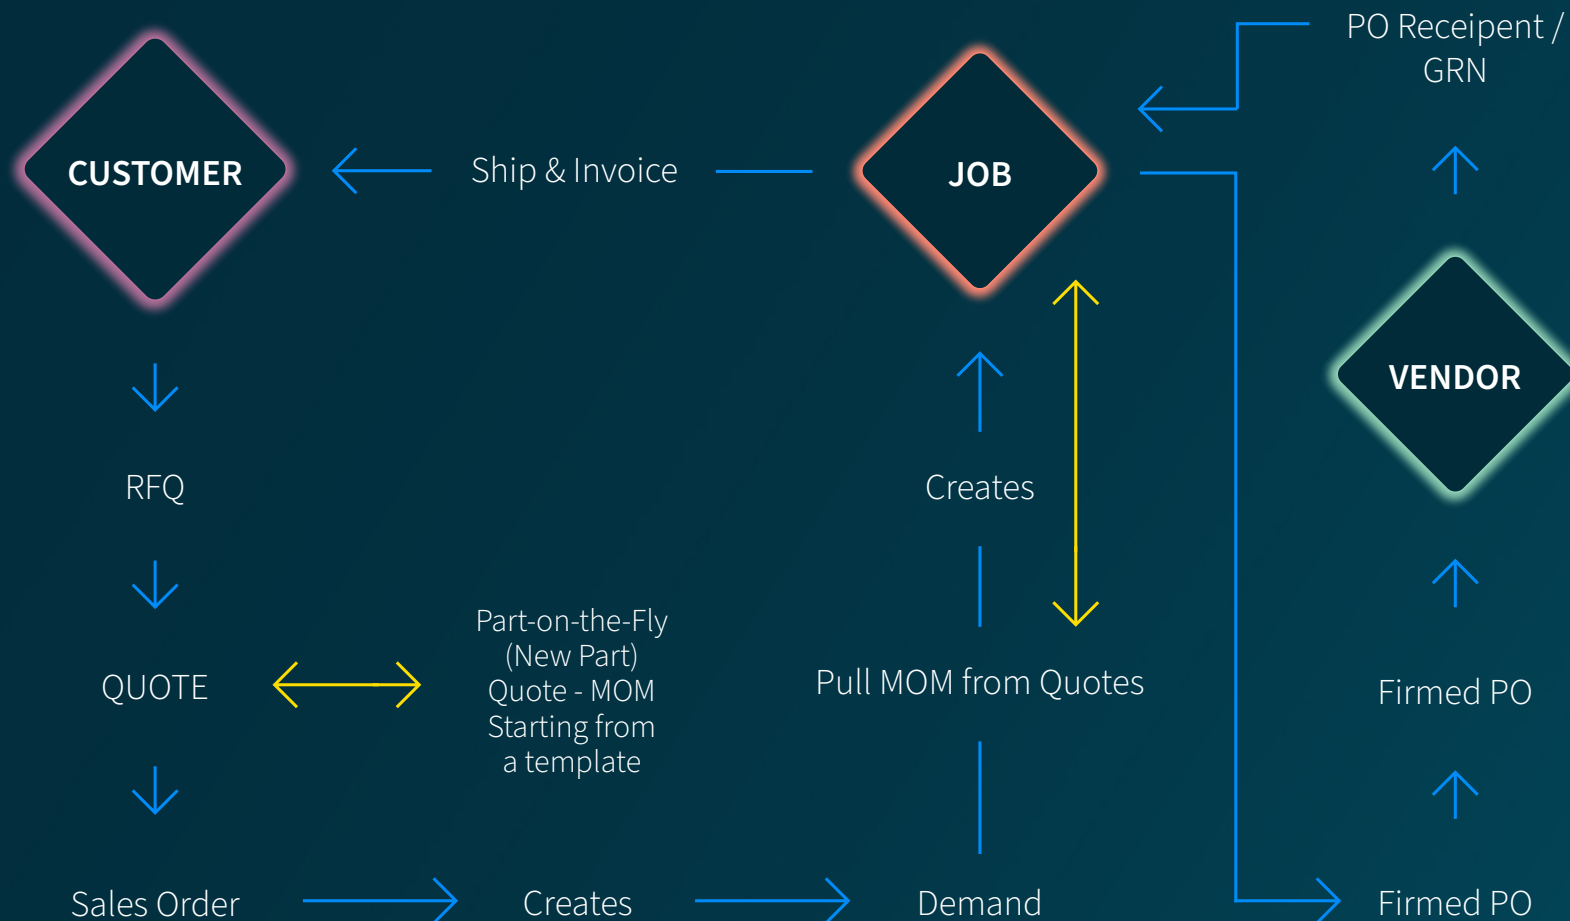 PO Receipent /
GRN
CUSTOMER
Ship & Invoice
JOB
VENDOR
RFQ
Creates
QUOTE
Part-on-the-Fly
(New Part)
Quote - MOM
Starting from
a template
Pull MOM from Quotes
Firmed PO
Sales Order
Creates
Demand
Firmed PO